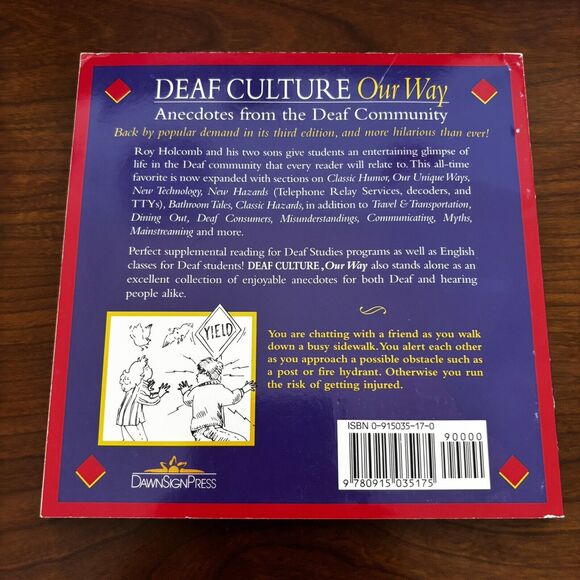 DEAF CULTURE Our Way
Anecdotes from the Deaf Community
Back by popular demand in its third edition, and more hilarious than ever!
Roy Holcomb and his two sons give students an entertaining glimpse of
life in the Deaf community that every reader will relate to. This all-time
favorite is now expanded with sections on Classic Humor, Our Unique Ways,
New Technology, New Hazards (Telephone Relay Services, decoders, and
TTYs), Bathroom Tales, Classic Hazards, in addition to Travel & Transportation,
Dining Out, Deaf Consumers, Misunderstandings, Communicating, Myths,
Mainstreaming and more.
Perfect supplemental reading for Deaf Studies programs as well as English
classes for Deaf students! DEAF CULTURE, Our Way also stands alone as an
excellent collection of enjoyable anecdotes for both Deaf and hearing
people alike.
YIELD
You are chatting with a friend as you walk
down a busy sidewalk. You alert each other
as you approach a possible obstacle such as
a post or fire hydrant. Otherwise you run
the risk of getting injured.
DAWNSIGNPRESS
ISBN 0-915035-17-0
90000
9 780915 035175